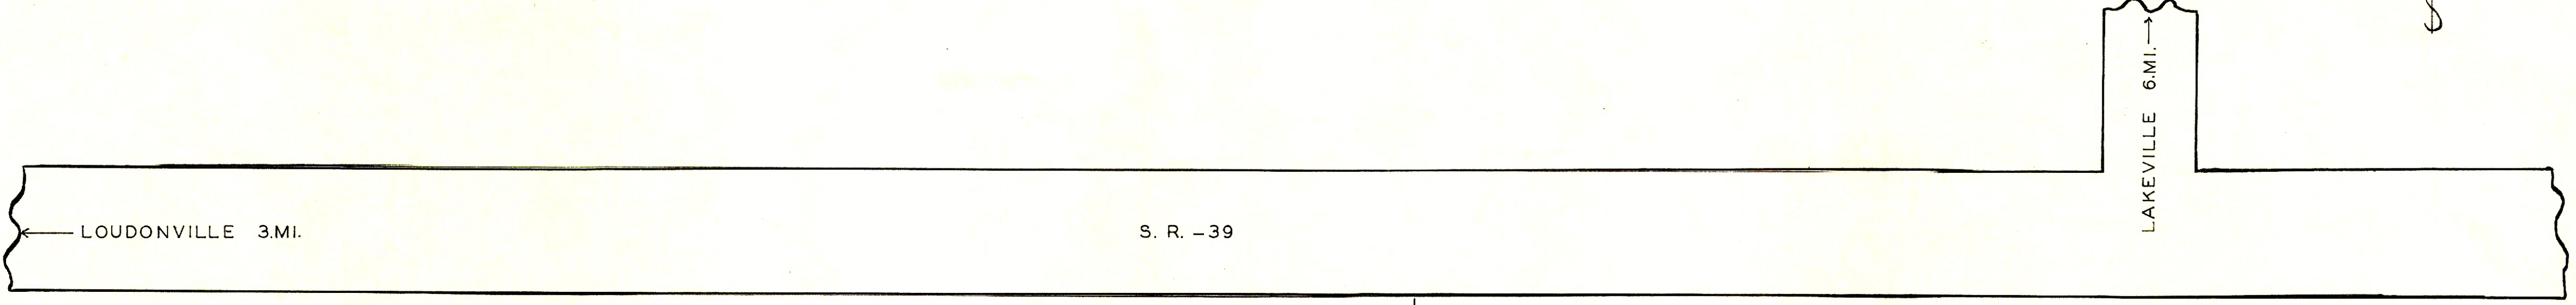 LAKEVILLE 6.MI.
LOUDONVILLE 3.MI.
S. R. -39